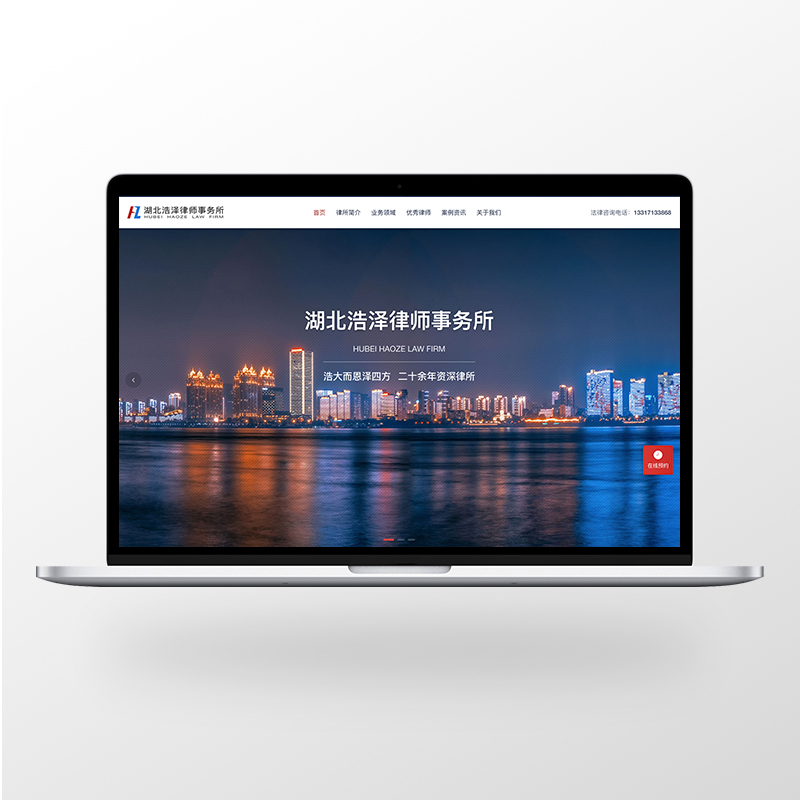 湖北浩泽律师事务所
HUBEI HAOZE LAW FIRM
首页 律所简介 业务领域 优秀律师 案例资讯 关于我们
法律咨询电话：13317133868
湖北浩泽律师事务所
HUBEI HAOZE LAW FIRM
浩大而恩泽四方 二十余年资深律所
在线预约